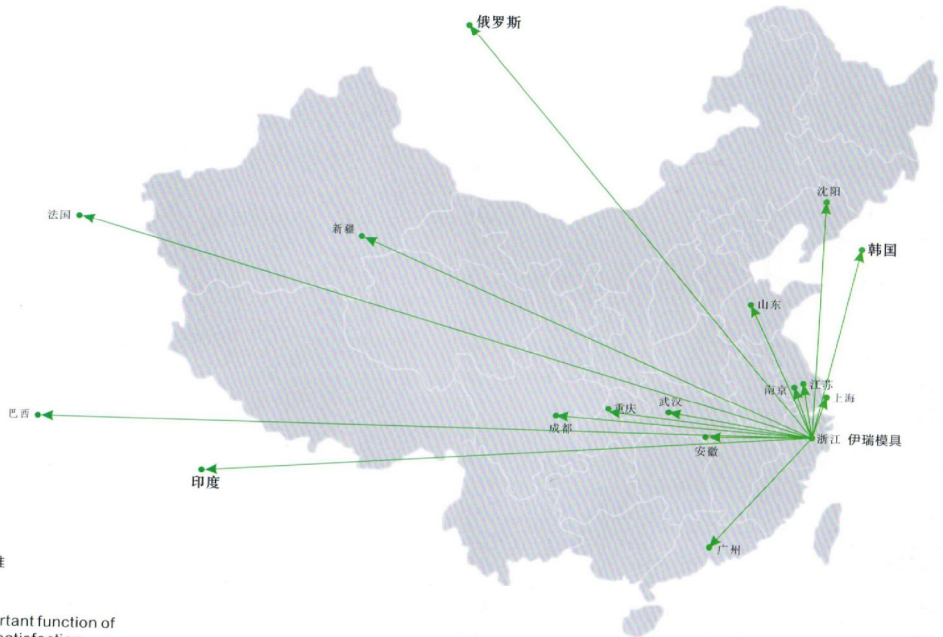 俄罗斯
沈阳
法国
新疆
韩国
山东
南京
江苏
上海
巴西
重庆
武汉
成都
浙江 伊瑞模具
安徽
印度
广州
rtant function of